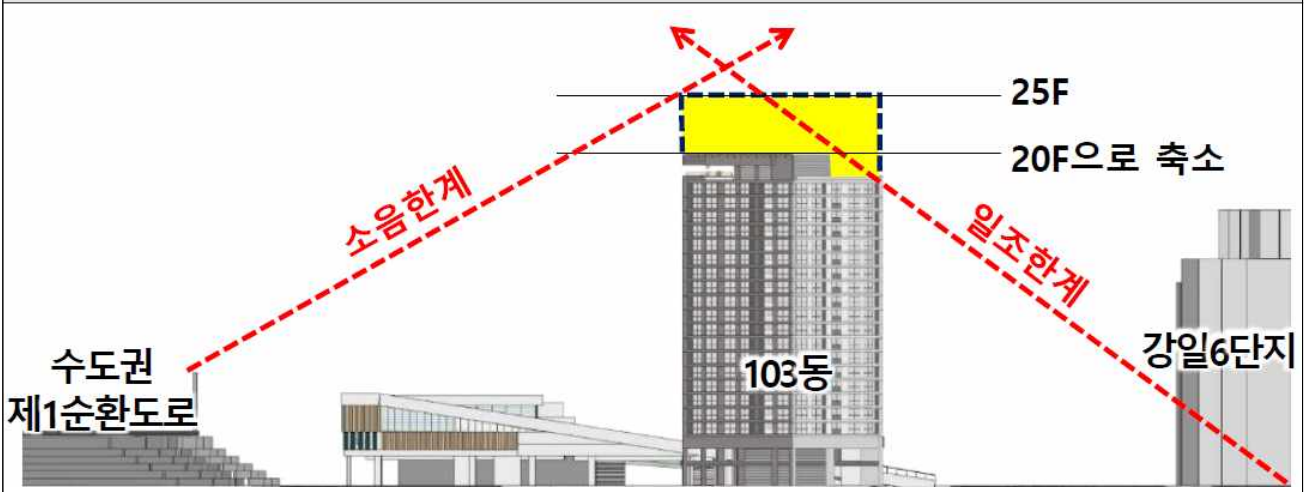 25F
20F으로 축소
소음한계
일조한계
수도권
제1순환도로
103동
강일6단지